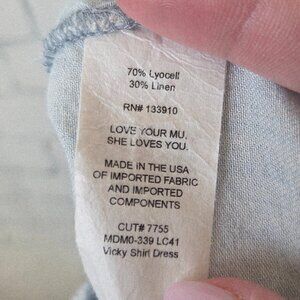 70% Lyocell
30% Linen
RN# 133910
LOVE YOUR MU.
SHE LOVES YOU.
MADE IN THE USA
OF IMPORTED FABRIC
AND IMPORTED
COMPONENTS
CUT# 7755
MDM0-339 LC41
Vicky Shirt Dress